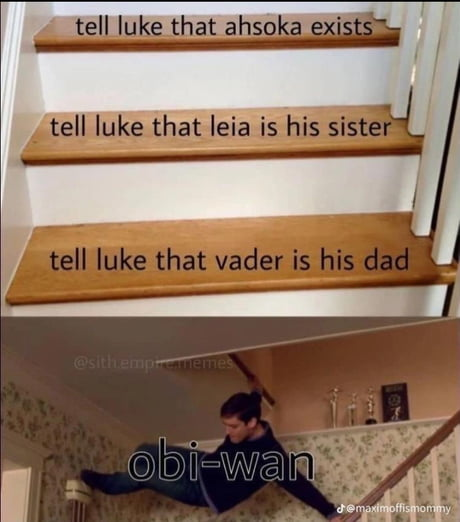 tell luke that ahsoka exists
tell luke that leia is his sister
tell luke that vader is his dad
@sith.empire.memes
obi-wan
@maximoffismommy